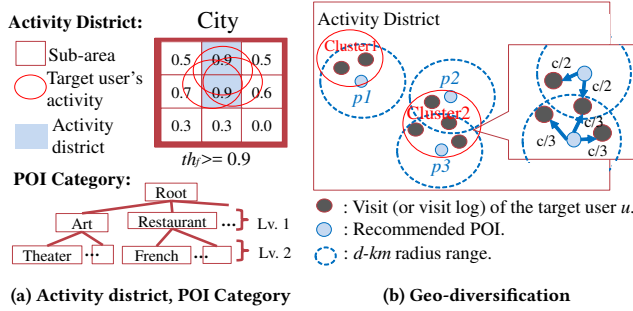 Activity District:
Sub-area
Target user's
activity
Activity
district
City
0.5 0.9 0.5
0.7 0.9 0.6
0.3 0.3 0.0
th_f >= 0.9
POI Category:
Root
Art Restaurant ... Lv. 1
Theater ... French ... Lv. 2
(a) Activity district, POI Category
Activity District
Cluster1
p1
p2
Cluster2
p3
c/2
c/2
c/3
c/3
c/3
: Visit (or visit log) of the target user u.
: Recommended POI.
: d-km radius range.
(b) Geo-diversification